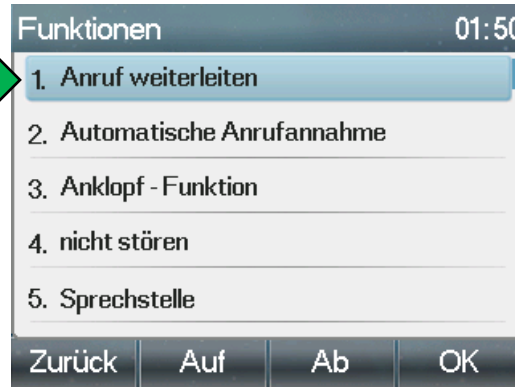 Funktionen 01:50
1. Anruf weiterleiten
2. Automatische Anrufannahme
3. Anklopf - Funktion
4. nicht stören
5. Sprechstelle
Zurück Auf Ab OK